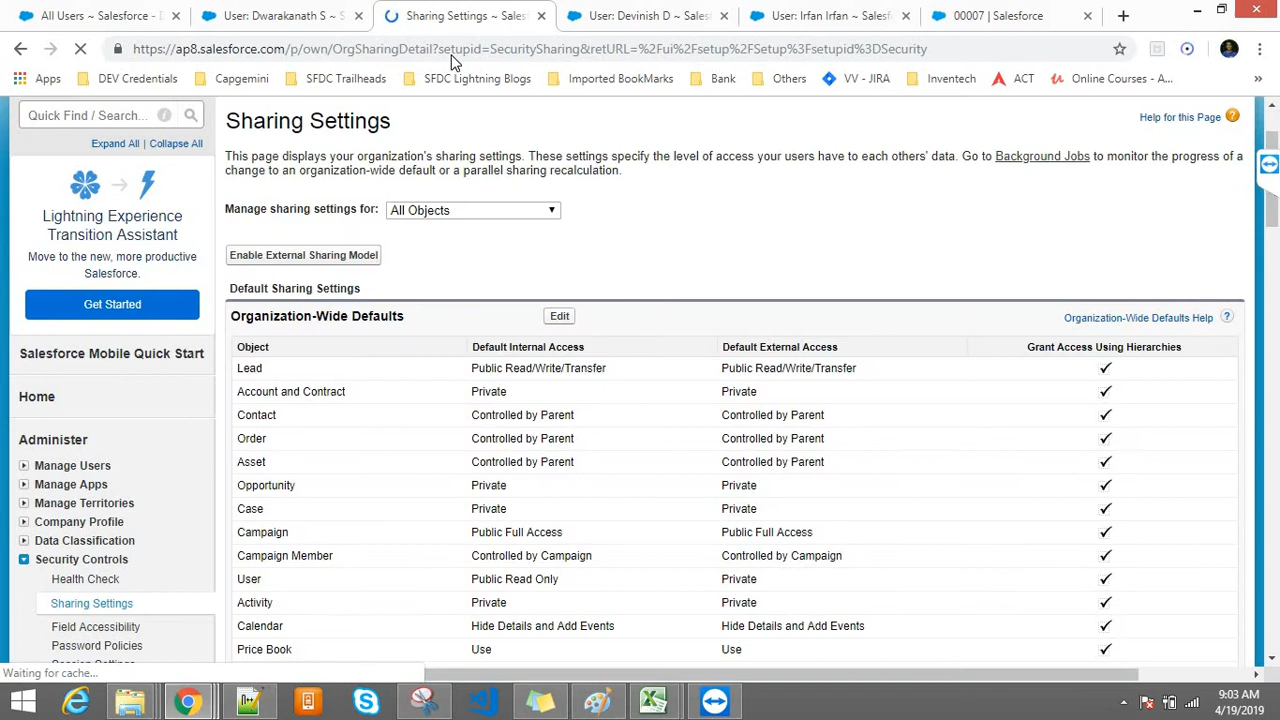 All Users ~ Salesforce - D
User: Dwarakanath S ~ Sale
Sharing Settings ~ Sales
User: Devinish D ~ Salesfo
User: Irfan Irfan ~ Salesfo
00007 | Salesforce
https://ap8.salesforce.com/p/own/OrgSharingDetail?setupid=SecuritySharing&retURL=%2Fui%2Fsetup%2FSetup%3Fsetupid%3DSecurity
Apps
DEV Credentials
Capgemini
SFDC Trailheads
SFDC Lightning Blogs
Imported BookMarks
Bank
Others
VV - JIRA
Inventech
ACT
Online Courses - A...
»
Quick Find / Search...
Expand All | Collapse All
Lightning Experience
Transition Assistant
Move to the new, more productive
Salesforce.
Get Started
Salesforce Mobile Quick Start
Home
Administer
Manage Users
Manage Apps
Manage Territories
Company Profile
Data Classification
Security Controls
Health Check
Sharing Settings
Field Accessibility
Password Policies
Sharing Settings
Help for this Page
This page displays your organization's sharing settings. These settings specify the level of access your users have to each others' data. Go to Background Jobs to monitor the progress of a
change to an organization-wide default or a parallel sharing recalculation.
Manage sharing settings for: All Objects
Enable External Sharing Model
Default Sharing Settings
Organization-Wide Defaults Edit Organization-Wide Defaults Help ?
Object Default Internal Access Default External Access Grant Access Using Hierarchies
Lead Public Read/Write/Transfer Public Read/Write/Transfer ✓
Account and Contract Private Private ✓
Contact Controlled by Parent Controlled by Parent ✓
Order Controlled by Parent Controlled by Parent ✓
Asset Controlled by Parent Controlled by Parent ✓
Opportunity Private Private ✓
Case Private Private ✓
Campaign Public Full Access Public Full Access ✓
Campaign Member Controlled by Campaign Controlled by Campaign ✓
User Public Read Only Private ✓
Activity Private Private ✓
Calendar Hide Details and Add Events Hide Details and Add Events ✓
Price Book Use Use ✓
Waiting for cache...
9:03 AM
4/19/2019